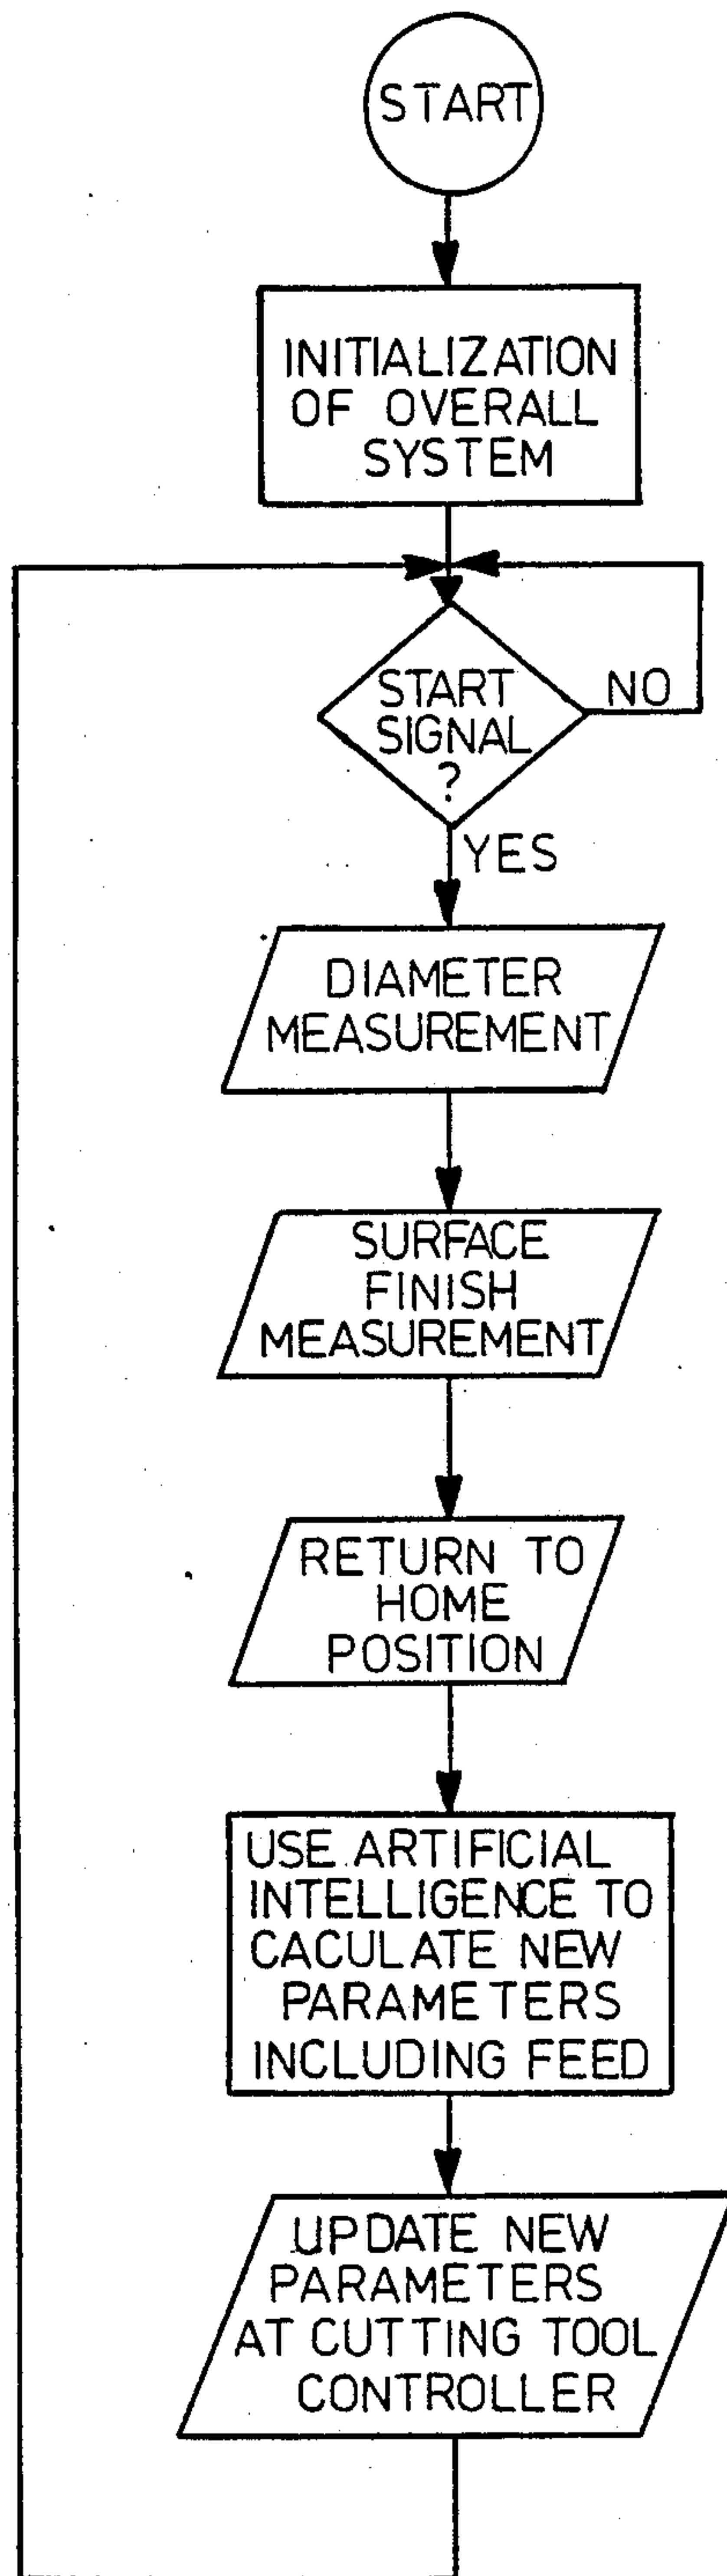 START
INITIALIZATION
OF OVERALL
SYSTEM
START
SIGNAL
?
NO
YES
DIAMETER
MEASUREMENT
SURFACE
FINISH
MEASUREMENT
RETURN TO
HOME
POSITION
USE ARTIFICIAL
INTELLIGENCE TO
CACULATE NEW
PARAMETERS
INCLUDING FEED
UPDATE NEW
PARAMETERS
AT CUTTING TOOL
CONTROLLER